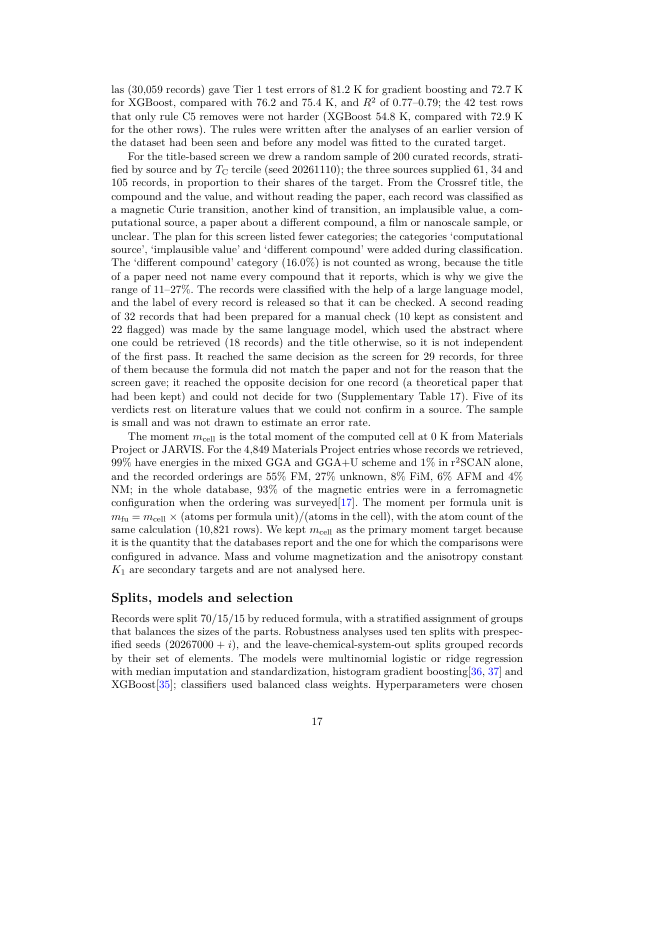 las (30,059 records) gave Tier 1 test errors of 81.2 K for gradient boosting and 72.7 K
for XGBoost, compared with 76.2 and 75.4 K, and R² of 0.77–0.79; the 42 test rows
that only rule C5 removes were not harder (XGBoost 54.8 K, compared with 72.9 K
for the other rows). The rules were written after the analyses of an earlier version of
the dataset had been seen and before any model was fitted to the curated target.
For the title-based screen we drew a random sample of 200 curated records, strati-
fied by source and by T_C tercile (seed 20261110); the three sources supplied 61, 34 and
105 records, in proportion to their shares of the target. From the Crossref title, the
compound and the value, and without reading the paper, each record was classified as
a magnetic Curie transition, another kind of transition, an implausible value, a com-
putational source, a paper about a different compound, a film or nanoscale sample, or
unclear. The plan for this screen listed fewer categories; the categories ‘computational
source’, ‘implausible value’ and ‘different compound’ were added during classification.
The ‘different compound’ category (16.0%) is not counted as wrong, because the title
of a paper need not name every compound that it reports, which is why we give the
range of 11–27%. The records were classified with the help of a large language model,
and the label of every record is released so that it can be checked. A second reading
of 32 records that had been prepared for a manual check (10 kept as consistent and
22 flagged) was made by the same language model, which used the abstract where
one could be retrieved (18 records) and the title otherwise, so it is not independent
of the first pass. It reached the same decision as the screen for 29 records, for three
of them because the formula did not match the paper and not for the reason that the
screen gave; it reached the opposite decision for one record (a theoretical paper that
had been kept) and could not decide for two (Supplementary Table 17). Five of its
verdicts rest on literature values that we could not confirm in a source. The sample
is small and was not drawn to estimate an error rate.
The moment m_cell is the total moment of the computed cell at 0 K from Materials
Project or JARVIS. For the 4,849 Materials Project entries whose records we retrieved,
99% have energies in the mixed GGA and GGA+U scheme and 1% in r²SCAN alone,
and the recorded orderings are 55% FM, 27% unknown, 8% FiM, 6% AFM and 4%
NM; in the whole database, 93% of the magnetic entries were in a ferromagnetic
configuration when the ordering was surveyed[17]. The moment per formula unit is
m_fu = m_cell × (atoms per formula unit)/(atoms in the cell), with the atom count of the
same calculation (10,821 rows). We kept m_cell as the primary moment target because
it is the quantity that the databases report and the one for which the comparisons were
configured in advance. Mass and volume magnetization and the anisotropy constant
K₁ are secondary targets and are not analysed here.
Splits, models and selection
Records were split 70/15/15 by reduced formula, with a stratified assignment of groups
that balances the sizes of the parts. Robustness analyses used ten splits with prespec-
ified seeds (20267000 + i), and the leave-chemical-system-out splits grouped records
by their set of elements. The models were multinomial logistic or ridge regression
with median imputation and standardization, histogram gradient boosting[36, 37] and
XGBoost[35]; classifiers used balanced class weights. Hyperparameters were chosen
17